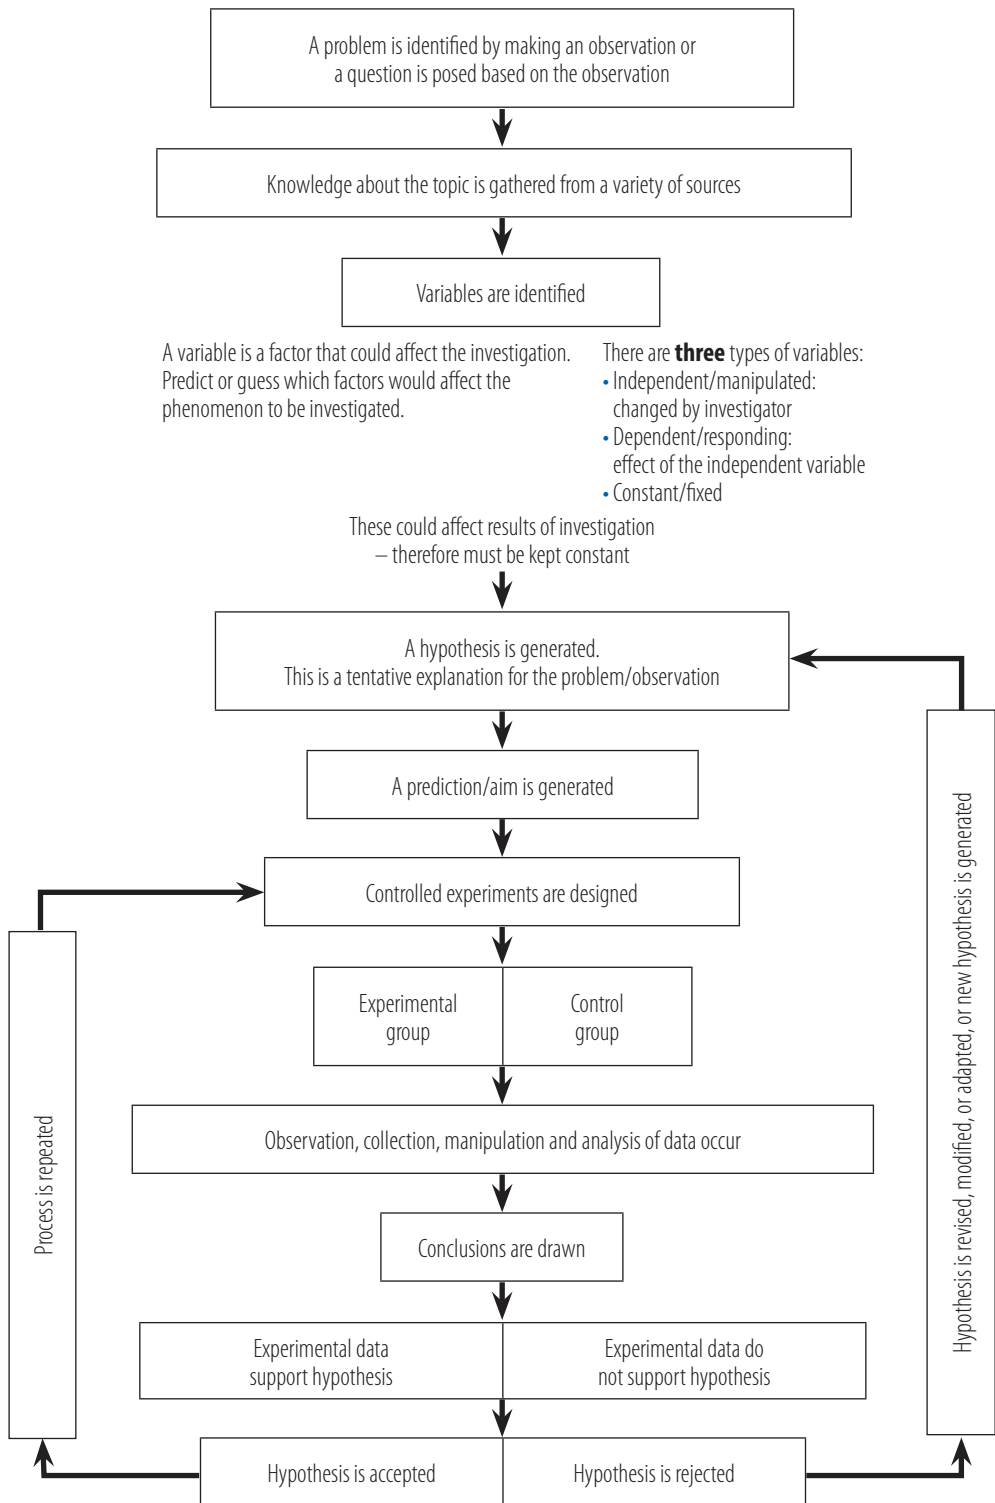 A problem is identified by making an observation or
a question is posed based on the observation
Knowledge about the topic is gathered from a variety of sources
Variables are identified
A variable is a factor that could affect the investigation.
Predict or guess which factors would affect the
phenomenon to be investigated.
There are three types of variables:
• Independent/manipulated:
changed by investigator
• Dependent/responding:
effect of the independent variable
• Constant/fixed
These could affect results of investigation
– therefore must be kept constant
A hypothesis is generated.
This is a tentative explanation for the problem/observation
A prediction/aim is generated
Controlled experiments are designed
Experimental
group
Control
group
Observation, collection, manipulation and analysis of data occur
Conclusions are drawn
Experimental data
support hypothesis
Experimental data do
not support hypothesis
Hypothesis is accepted
Hypothesis is rejected
Process is repeated
Hypothesis is revised, modified, or adapted, or new hypothesis is generated